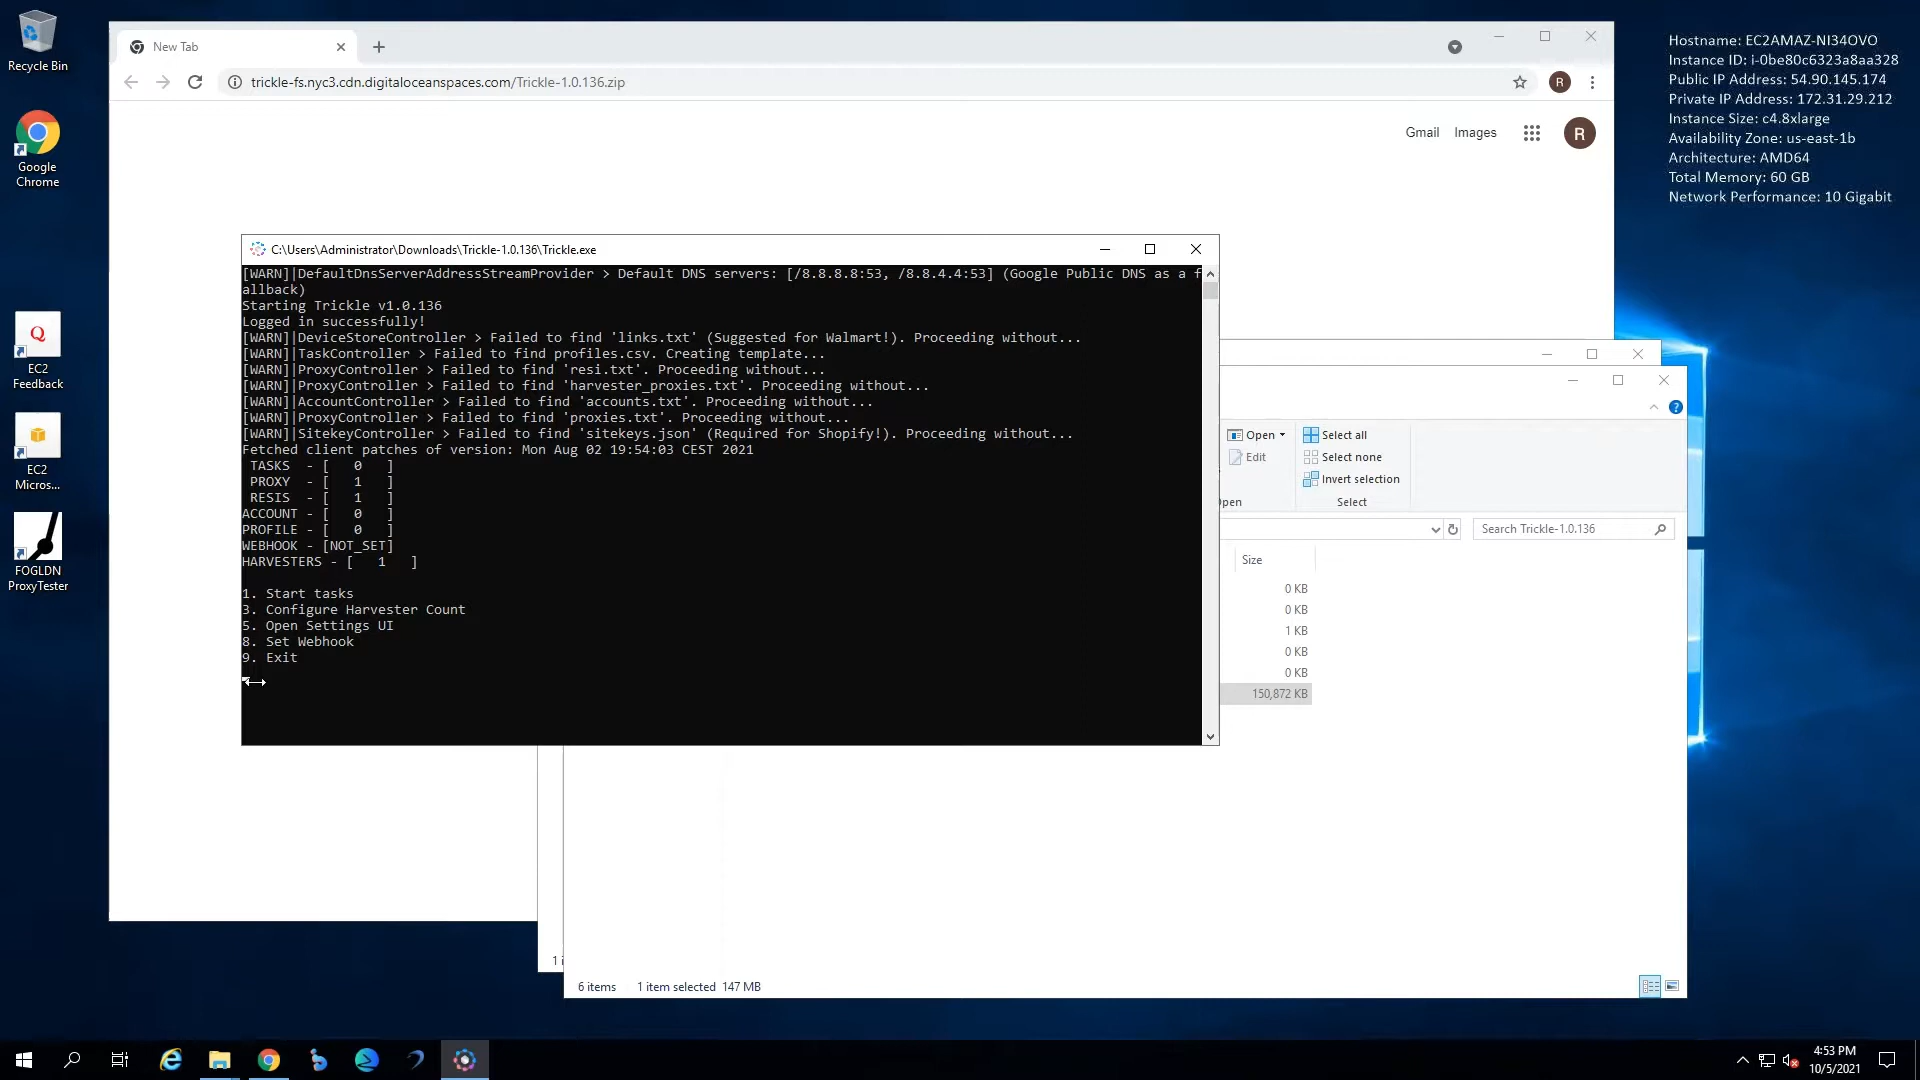 Recycle Bin
Google
Chrome
EC2
Feedback
EC2
Micros...
FOGLDN
ProxyTester
New Tab
trickle-fs.nyc3.cdn.digitaloceanspaces.com/Trickle-1.0.136.zip
R
Gmail
Images
R
Hostname: EC2AMAZ-NI34OVO
Instance ID: i-0be80c6323a8aa328
Public IP Address: 54.90.145.174
Private IP Address: 172.31.29.212
Instance Size: c4.8xlarge
Availability Zone: us-east-1b
Architecture: AMD64
Total Memory: 60 GB
Network Performance: 10 Gigabit
C:\Users\Administrator\Downloads\Trickle-1.0.136\Trickle.exe
[WARN]|DefaultDnsServerAddressStreamProvider > Default DNS servers: [/8.8.8.8:53, /8.8.4.4:53] (Google Public DNS as a f
allback)
Starting Trickle v1.0.136
Logged in successfully!
[WARN]|DeviceStoreController > Failed to find 'links.txt' (Suggested for Walmart!). Proceeding without...
[WARN]|TaskController > Failed to find profiles.csv. Creating template...
[WARN]|ProxyController > Failed to find 'resi.txt'. Proceeding without...
[WARN]|ProxyController > Failed to find 'harvester_proxies.txt'. Proceeding without...
[WARN]|AccountController > Failed to find 'accounts.txt'. Proceeding without...
[WARN]|ProxyController > Failed to find 'proxies.txt'. Proceeding without...
[WARN]|SitekeyController > Failed to find 'sitekeys.json' (Required for Shopify!). Proceeding without...
Fetched client patches of version: Mon Aug 02 19:54:03 CEST 2021
TASKS - [ 0 ]
PROXY - [ 1 ]
RESIS - [ 1 ]
ACCOUNT - [ 0 ]
PROFILE - [ 0 ]
WEBHOOK - [NOT_SET]
HARVESTERS - [ 1 ]
1. Start tasks
3. Configure Harvester Count
5. Open Settings UI
8. Set Webhook
9. Exit
Open
Edit
Select all
Select none
Invert selection
Select
Search Trickle-1.0.136
Size
0 KB
0 KB
1 KB
0 KB
0 KB
150,872 KB
6 items
1 item selected 147 MB
4:53 PM
10/5/2021